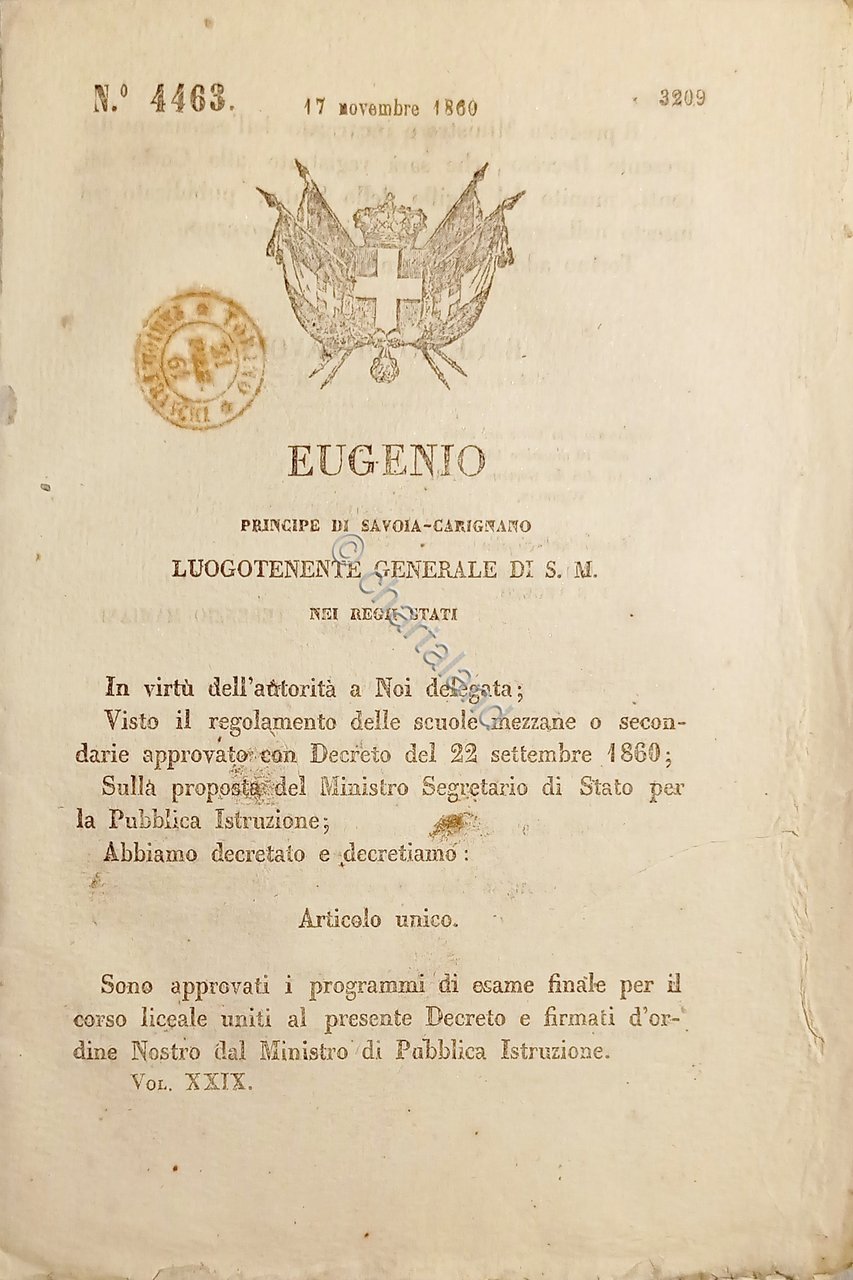 N.º 4463.
17 novembre 1860
3209
TORINO
21
61
EUGENIO
PRINCIPE DI SAVOIA-CARIGNANO
LUOGOTENENTE GENERALE DI S. M.
NEI REGII STATI
In virtù dell'autorità a Noi delegata;
Visto il regolamento delle scuole mezzane o secon-
darie approvato con Decreto del 22 settembre 1860;
Sulla proposta del Ministro Segretario di Stato per
la Pubblica Istruzione;
Abbiamo decretato e decretiamo:
Articolo unico.
Sono approvati i programmi di esame finale per il
corso liceale uniti al presente Decreto e firmati d'or-
dine Nostro dal Ministro di Pubblica Istruzione.
VOL. XXIX.
© chartaland